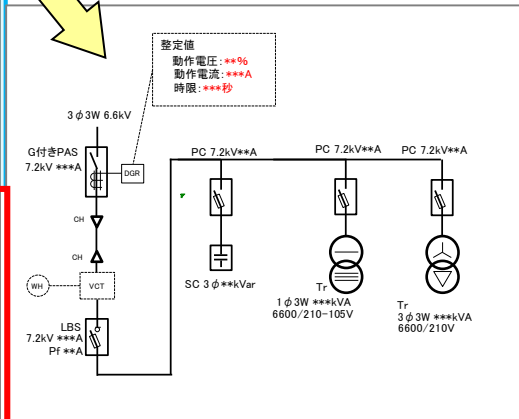 整定値
動作電圧:**%
動作電流:***A
時限:***秒
3φ3W 6.6kV
G付きPAS
7.2kV ***A
DGR
CH
CH
WH
VCT
LBS
7.2kV ***A
Pf **A
PC 7.2kV**A
PC 7.2kV**A
PC 7.2kV**A
SC 3φ**kVar
Tr
1φ3W ***kVA
6600/210-105V
Tr
3φ3W ***kVA
6600/210V